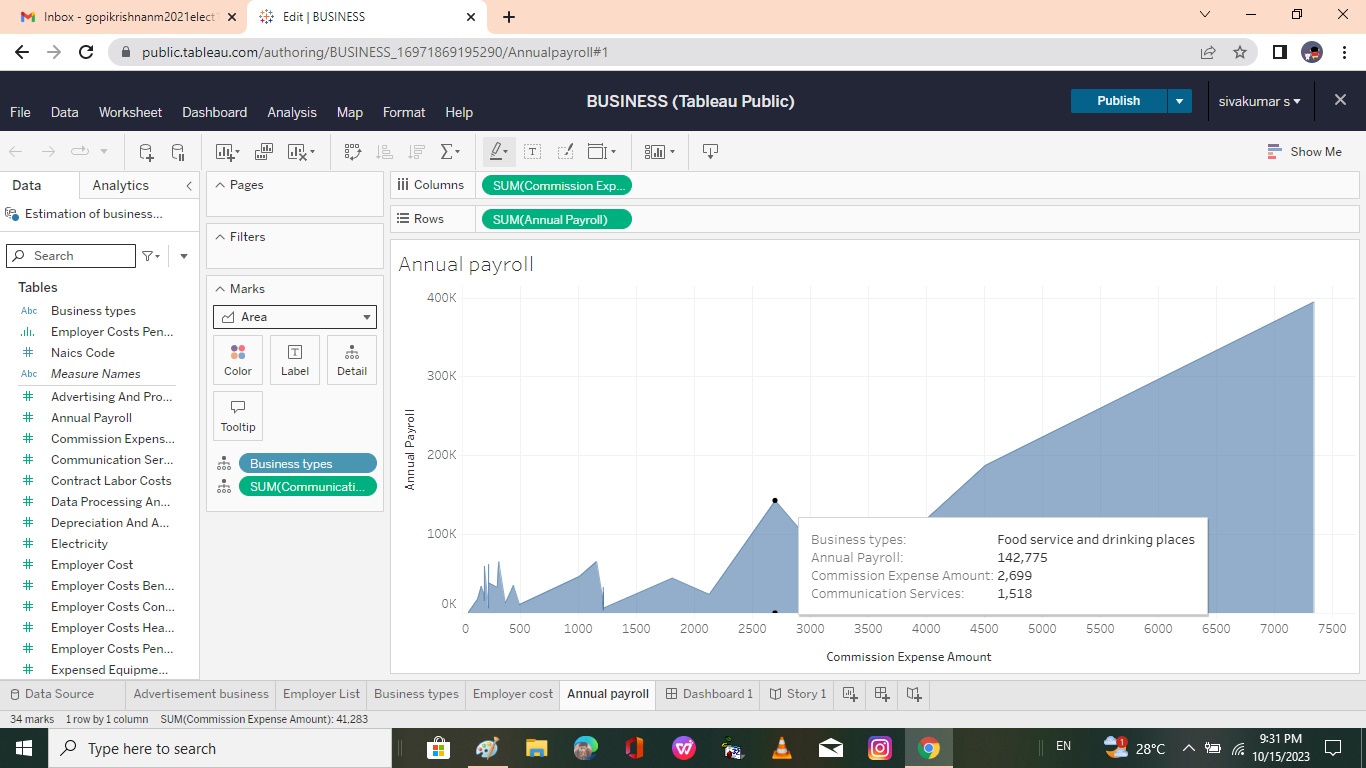 Inbox - gopikrishnanm2021elect
Edit | BUSINESS
public.tableau.com/authoring/BUSINESS_16971869195290/Annualpayroll#1
BUSINESS (Tableau Public)
Publish
sivakumar s
File Data Worksheet Dashboard Analysis Map Format Help
Show Me
Data
Analytics
Estimation of business...
Search
Tables
Abc Business types
Employer Costs Pen...
Naics Code
Abc Measure Names
Advertising And Pro...
Annual Payroll
Commission Expens...
Communication Ser...
Contract Labor Costs
Data Processing An...
Depreciation And A...
Electricity
Employer Cost
Employer Costs Ben...
Employer Costs Con...
Employer Costs Hea...
Employer Costs Pen...
Expensed Equipme...
Pages
Filters
Marks
Area
Color
Label
Detail
Tooltip
Business types
SUM(Communicati...
Columns
SUM(Commission Exp...
Rows
SUM(Annual Payroll)
Annual payroll
400K
300K
200K
100K
0K
Annual Payroll
Business types: Food service and drinking places
Annual Payroll: 142,775
Commission Expense Amount: 2,699
Communication Services: 1,518
0 500 1000 1500 2000 2500 3000 3500 4000 4500 5000 5500 6000 6500 7000 7500
Commission Expense Amount
Data Source
Advertisement business
Employer List
Business types
Employer cost
Annual payroll
Dashboard 1
Story 1
34 marks 1 row by 1 column SUM(Commission Expense Amount): 41,283
Type here to search
EN
1
28°C
9:31 PM
10/15/2023